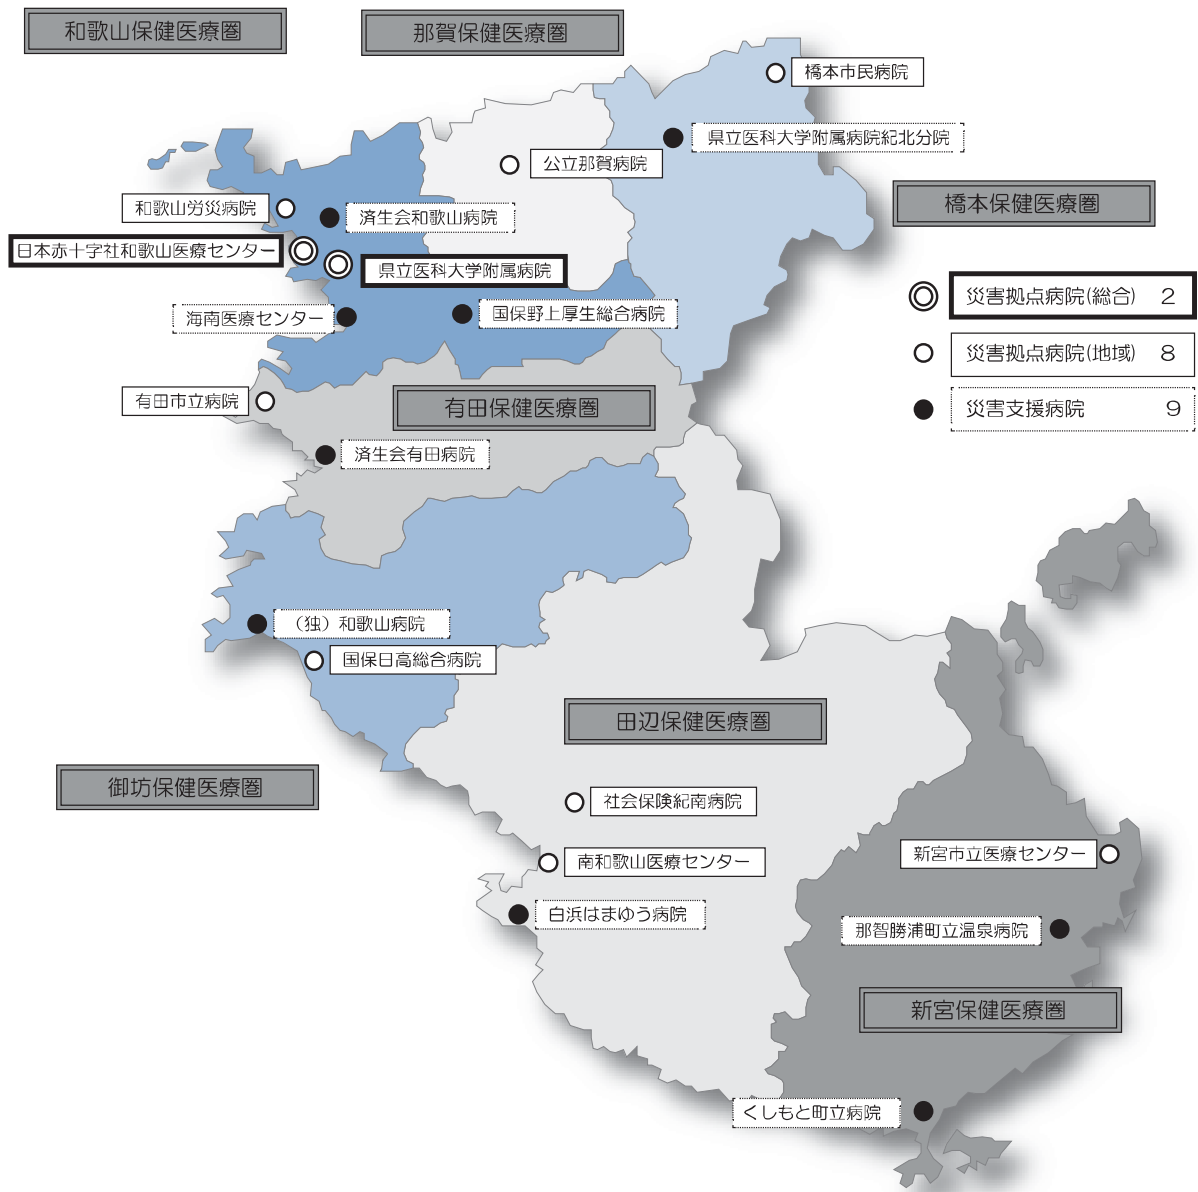 和歌山保健医療圏
那賀保健医療圏
橋本市民病院
県立医科大学附属病院紀北分院
公立那賀病院
橋本保健医療圏
和歌山労災病院
済生会和歌山病院
日本赤十字社和歌山医療センター
県立医科大学附属病院
災害拠点病院(総合) 2
海南医療センター
国保野上厚生総合病院
災害拠点病院(地域) 8
有田市立病院
有田保健医療圏
災害支援病院 9
済生会有田病院
（独）和歌山病院
国保日高総合病院
田辺保健医療圏
御坊保健医療圏
社会保険紀南病院
南和歌山医療センター
新宮市立医療センター
白浜はまゆう病院
那智勝浦町立温泉病院
新宮保健医療圏
くしもと町立病院